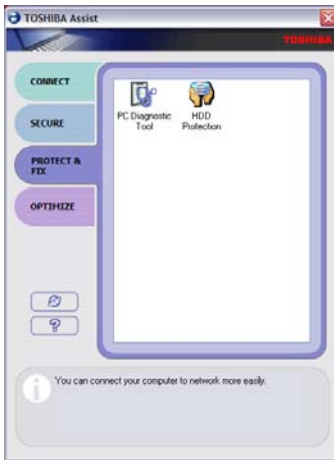 TOSHIBA Assist
TOSHIBA
CONNECT
SECURE
PROTECT &
FIX
OPTIMIZE
PC Diagnostic
Tool
HDD
Protection
?
i
You can connect your computer to network more easily.